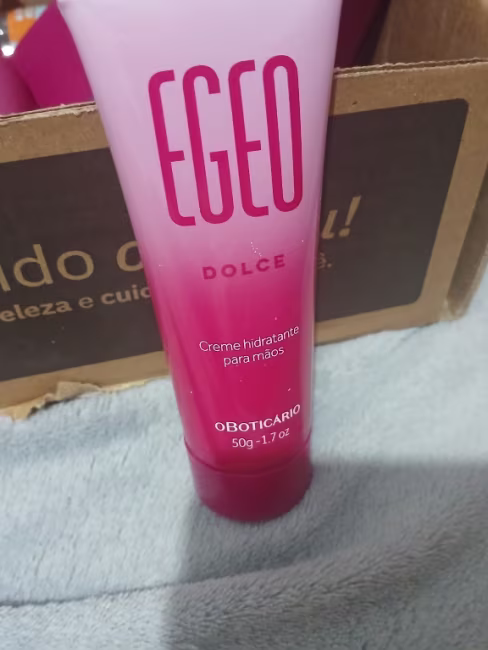 EGEO
DOLCE
Creme hidratante
para mãos
oBOTICÁRIO
50g - 1.7 oz
e